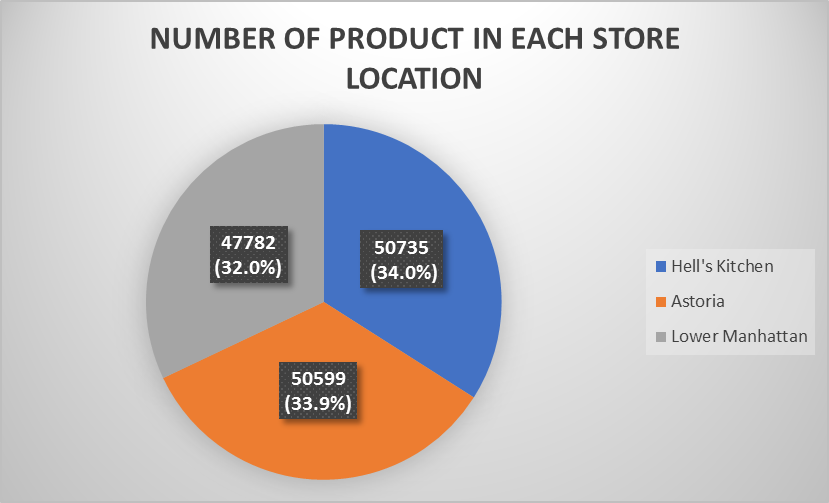 NUMBER OF PRODUCT IN EACH STORE
LOCATION
47782
(32.0%)
50735
(34.0%)
50599
(33.9%)
Hell's Kitchen
Astoria
Lower Manhattan